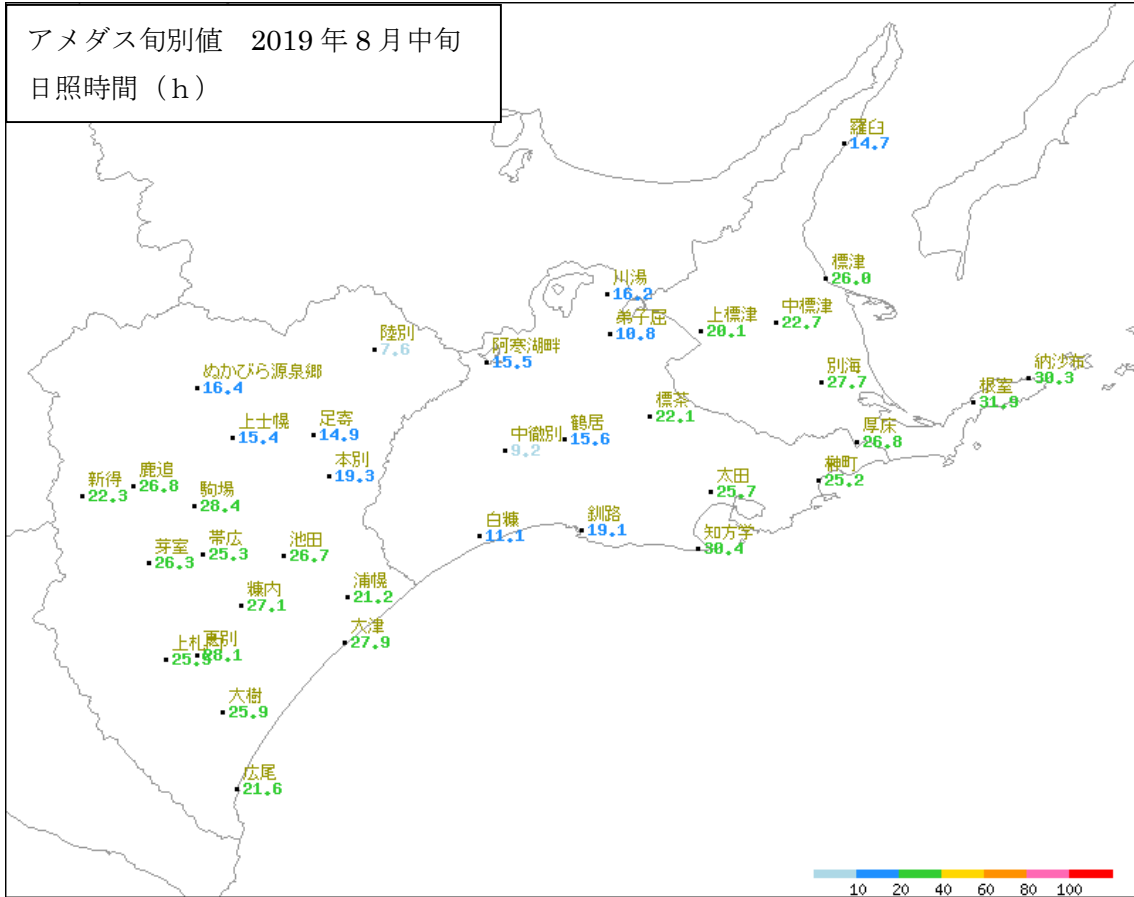 アメダス旬別値　2019年8月中旬
日照時間（ｈ）
羅臼
14.7
標津
26.0
川湯
16.2
中標津
22.7
上標津
20.1
弟子屈
10.8
陸別
7.6
阿寒湖畔
15.5
ぬかびら源泉郷
16.4
別海
27.7
納沙布
30.3
根室
31.9
標茶
22.1
上士幌
15.4
足寄
14.9
中徹別
9.2
鶴居
15.6
厚床
26.8
本別
19.3
榊町
25.2
新得
22.3
鹿追
26.8
駒場
28.4
太田
25.7
白糠
11.1
釧路
19.1
知方学
30.4
芽室
26.3
帯広
25.3
池田
26.7
糠内
27.1
浦幌
21.2
大津
27.9
上札
25.9
更別
28.1
大樹
25.9
広尾
21.6
10 20 40 60 80 100